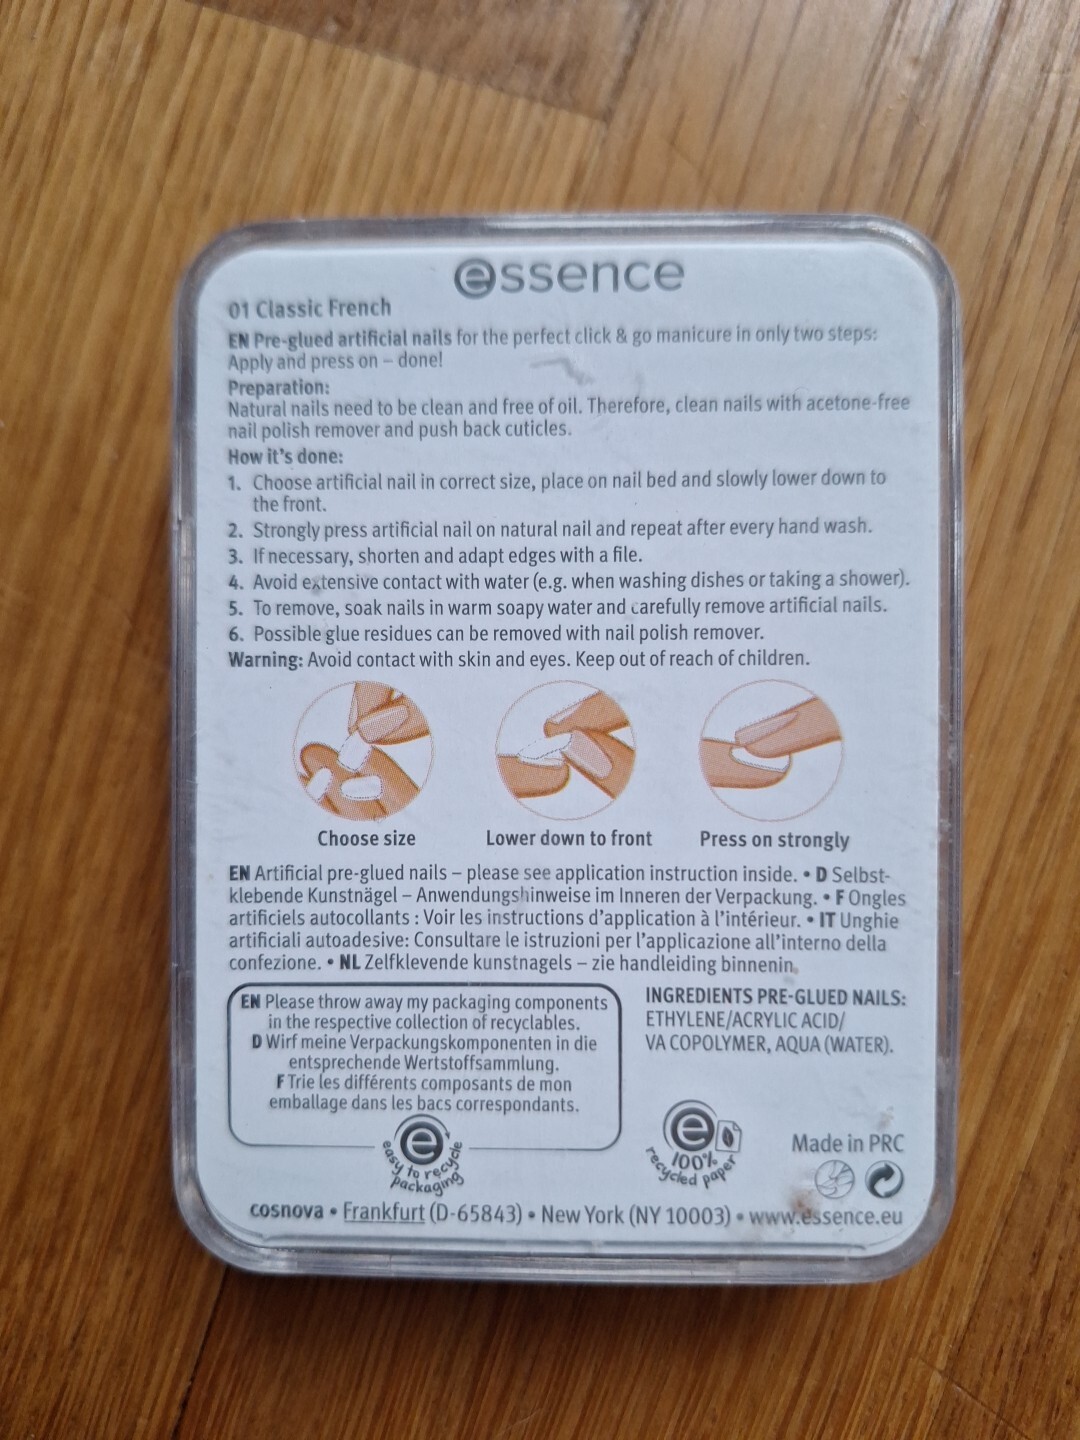 essence
01 Classic French
EN Pre-glued artificial nails for the perfect click & go manicure in only two steps:
Apply and press on – done!
Preparation:
Natural nails need to be clean and free of oil. Therefore, clean nails with acetone-free
nail polish remover and push back cuticles.
How it's done:
1. Choose artificial nail in correct size, place on nail bed and slowly lower down to
the front.
2. Strongly press artificial nail on natural nail and repeat after every hand wash.
3. If necessary, shorten and adapt edges with a file.
4. Avoid extensive contact with water (e.g. when washing dishes or taking a shower).
5. To remove, soak nails in warm soapy water and carefully remove artificial nails.
6. Possible glue residues can be removed with nail polish remover.
Warning: Avoid contact with skin and eyes. Keep out of reach of children.
Choose size
Lower down to front
Press on strongly
EN Artificial pre-glued nails – please see application instruction inside. • D Selbst-
klebende Kunstnägel – Anwendungshinweise im Inneren der Verpackung. • F Ongles
artificiels autocollants : Voir les instructions d'application à l'intérieur. • IT Unghie
artificiali autoadesive: Consultare le istruzioni per l'applicazione all'interno della
confezione. • NL Zelfklevende kunstnagels – zie handleiding binnenin.
EN Please throw away my packaging components
in the respective collection of recyclables.
D Wirf meine Verpackungskomponenten in die
entsprechende Wertstoffsammlung.
F Trie les différents composants de mon
emballage dans les bacs correspondants.
easy to recycle
packaging
INGREDIENTS PRE-GLUED NAILS:
ETHYLENE/ACRYLIC ACID/
VA COPOLYMER, AQUA (WATER).
100%
recycled paper
Made in PRC
cosnova • Frankfurt (D-65843) • New York (NY 10003) • www.essence.eu